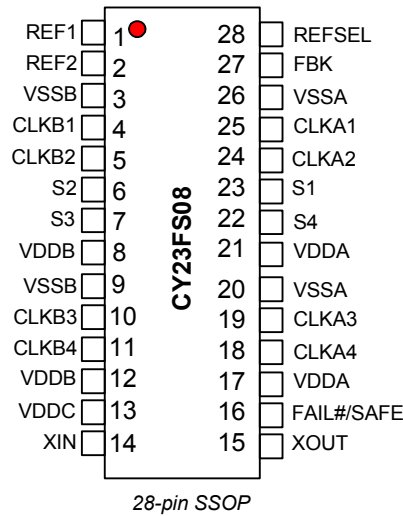 REF1 1 28 REFSEL
REF2 2 27 FBK
VSSB 3 26 VSSA
CLKB1 4 25 CLKA1
CLKB2 5 24 CLKA2
S2 6 23 S1
S3 7 22 S4
VDDB 8 21 VDDA
VSSB 9 20 VSSA
CLKB3 10 19 CLKA3
CLKB4 11 18 CLKA4
VDDB 12 17 VDDA
VDDC 13 16 FAIL#/SAFE
XIN 14 15 XOUT
CY23FS08
28-pin SSOP